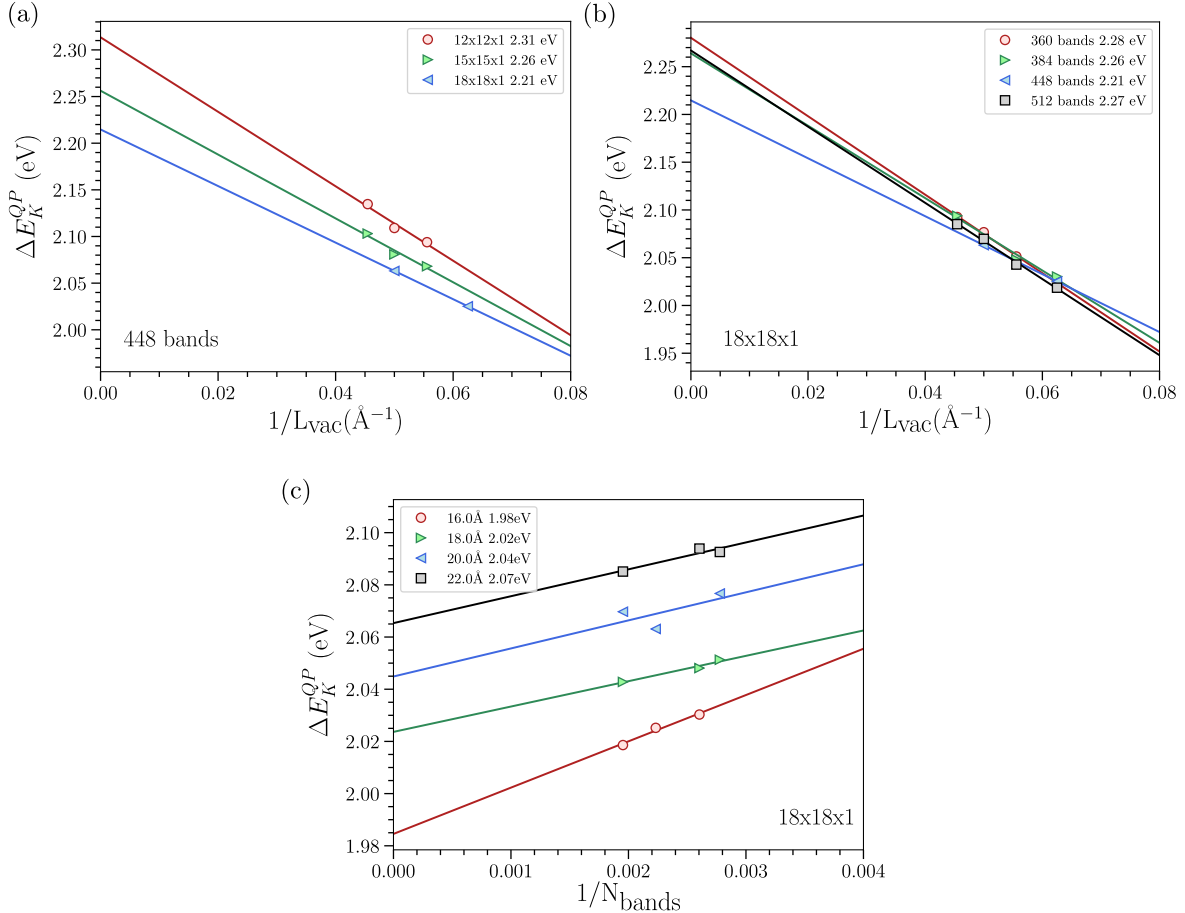 (a)
2.30
2.25
2.20
2.15
2.10
2.05
2.00
0.00 0.02 0.04 0.06 0.08
ΔE_K^{QP} (eV)
1/L_vac(Å⁻¹)
12x12x1 2.31 eV
15x15x1 2.26 eV
18x18x1 2.21 eV
448 bands
(b)
2.25
2.20
2.15
2.10
2.05
2.00
1.95
0.00 0.02 0.04 0.06 0.08
ΔE_K^{QP} (eV)
1/L_vac(Å⁻¹)
360 bands 2.28 eV
384 bands 2.26 eV
448 bands 2.21 eV
512 bands 2.27 eV
18x18x1
(c)
2.10
2.08
2.06
2.04
2.02
2.00
1.98
0.000 0.001 0.002 0.003 0.004
ΔE_K^{QP} (eV)
1/N_bands
16.0Å 1.98eV
18.0Å 2.02eV
20.0Å 2.04eV
22.0Å 2.07eV
18x18x1